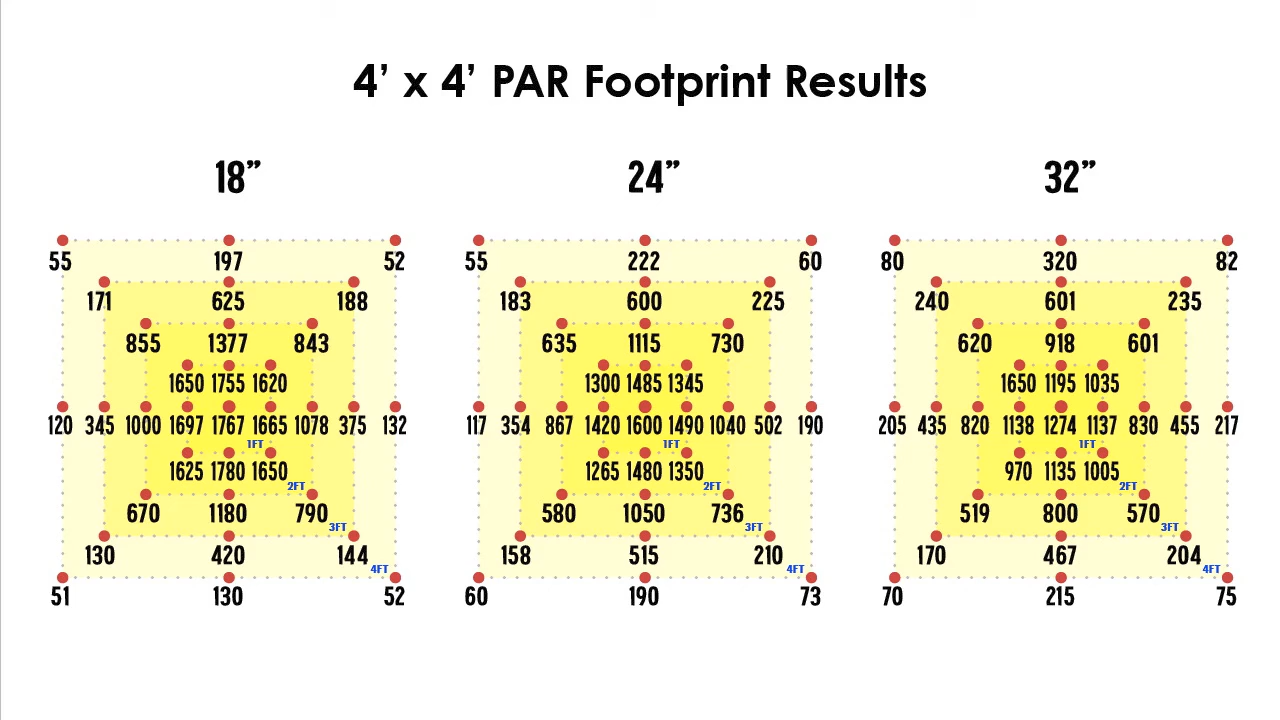 4’ x 4’ PAR Footprint Results
18” 24” 32”
55 197 52 55 222 60 80 320 82
171 625 188 183 600 225 240 601 235
855 1377 843 635 1115 730 620 918 601
1650 1755 1620 1300 1485 1345 1650 1195 1035
120 345 1000 1697 1767 1665 1078 375 132 117 354 867 1420 1600 1490 1040 502 190 205 435 820 1138 1274 1137 830 455 217
1FT 1FT 1FT
1625 1780 1650 1265 1480 1350 970 1135 1005
2FT 2FT 2FT
670 1180 790 580 1050 736 519 800 570
3FT 3FT 3FT
130 420 144 158 515 210 170 467 204
4FT 4FT 4FT
51 130 52 60 190 73 70 215 75